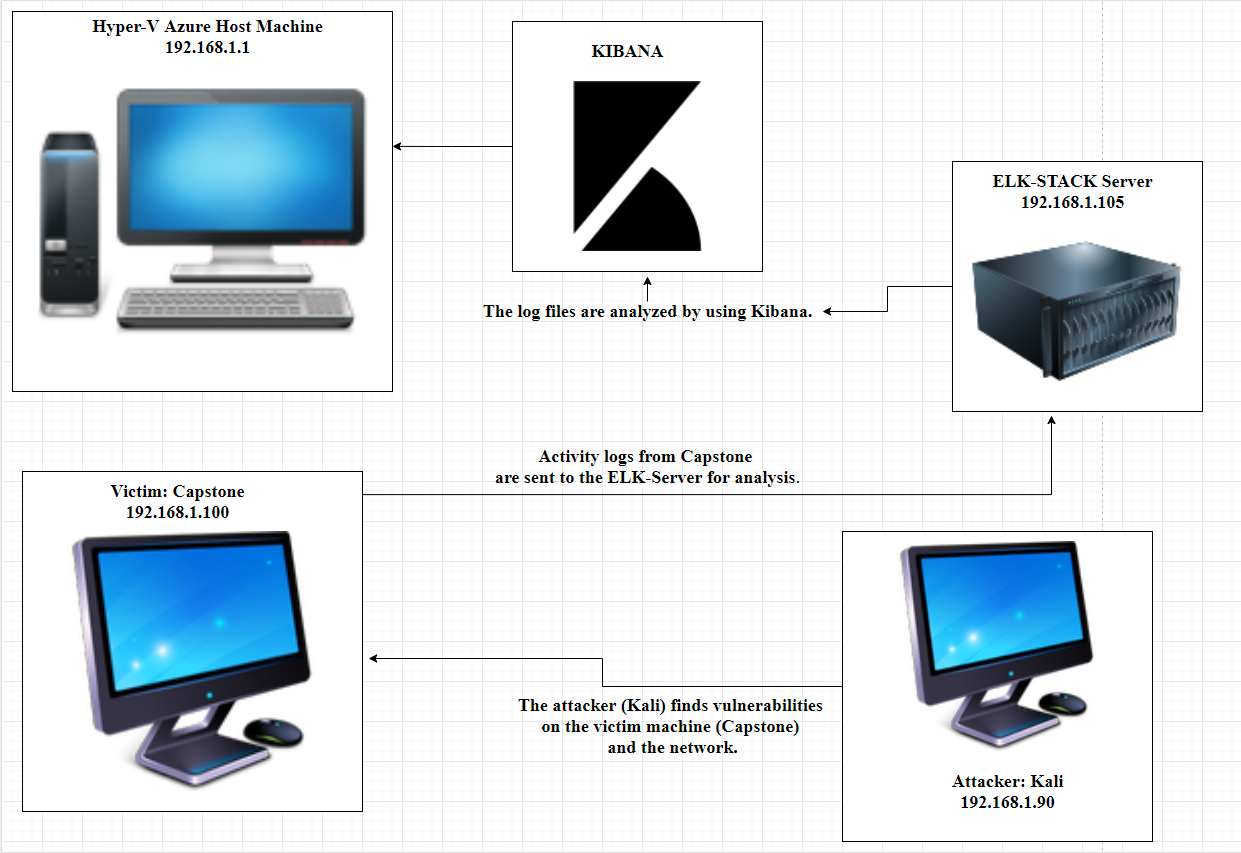 Hyper-V Azure Host Machine
192.168.1.1
KIBANA
ELK-STACK Server
192.168.1.105
The log files are analyzed by using Kibana.
Activity logs from Capstone
are sent to the ELK-Server for analysis.
Victim: Capstone
192.168.1.100
The attacker (Kali) finds vulnerabilities
on the victim machine (Capstone)
and the network.
Attacker: Kali
192.168.1.90